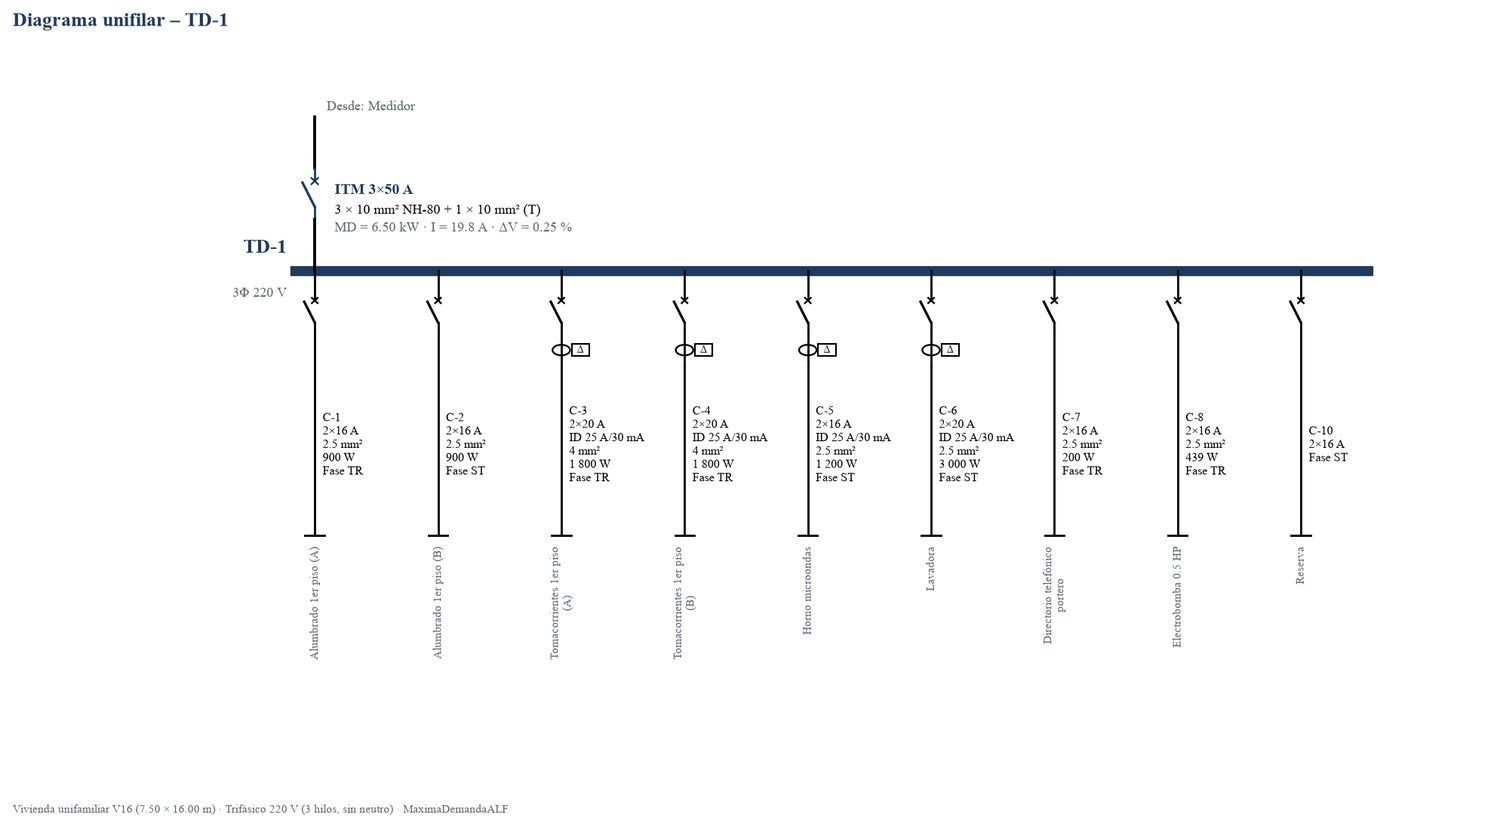 Diagrama unifilar – TD-1
Desde: Medidor
ITM 3×50 A
3 × 10 mm² NH-80 + 1 × 10 mm² (T)
MD = 6.50 kW · I = 19.8 A · ΔV = 0.25 %
TD-1
3Φ 220 V
Δ
Δ
Δ
Δ
C-1
2×16 A
2.5 mm²
900 W
Fase TR
C-2
2×16 A
2.5 mm²
900 W
Fase ST
C-3
2×20 A
ID 25 A/30 mA
4 mm²
1 800 W
Fase TR
C-4
2×20 A
ID 25 A/30 mA
4 mm²
1 800 W
Fase TR
C-5
2×16 A
ID 25 A/30 mA
2.5 mm²
1 200 W
Fase ST
C-6
2×20 A
ID 25 A/30 mA
2.5 mm²
3 000 W
Fase ST
C-7
2×16 A
2.5 mm²
200 W
Fase TR
C-8
2×16 A
2.5 mm²
439 W
Fase TR
C-10
2×16 A
Fase ST
Alumbrado 1er piso (A)
Alumbrado 1er piso (B)
Tomacorrientes 1er piso
(A)
Tomacorrientes 1er piso
(B)
Horno microondas
Lavadora
Directorio telefónico
portero
Electrobomba 0.5 HP
Reserva
Vivienda unifamiliar V16 (7.50 × 16.00 m) · Trifásico 220 V (3 hilos, sin neutro) · MaximaDemandaALF